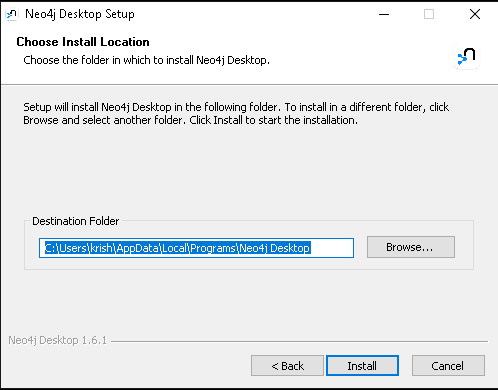 Neo4j Desktop Setup
Choose Install Location
Choose the folder in which to install Neo4j Desktop.
Setup will install Neo4j Desktop in the following folder. To install in a different folder, click
Browse and select another folder. Click Install to start the installation.
Destination Folder
C:\Users\krish\AppData\Local\Programs\Neo4j Desktop
Browse...
Neo4j Desktop 1.6.1
< Back
Install
Cancel